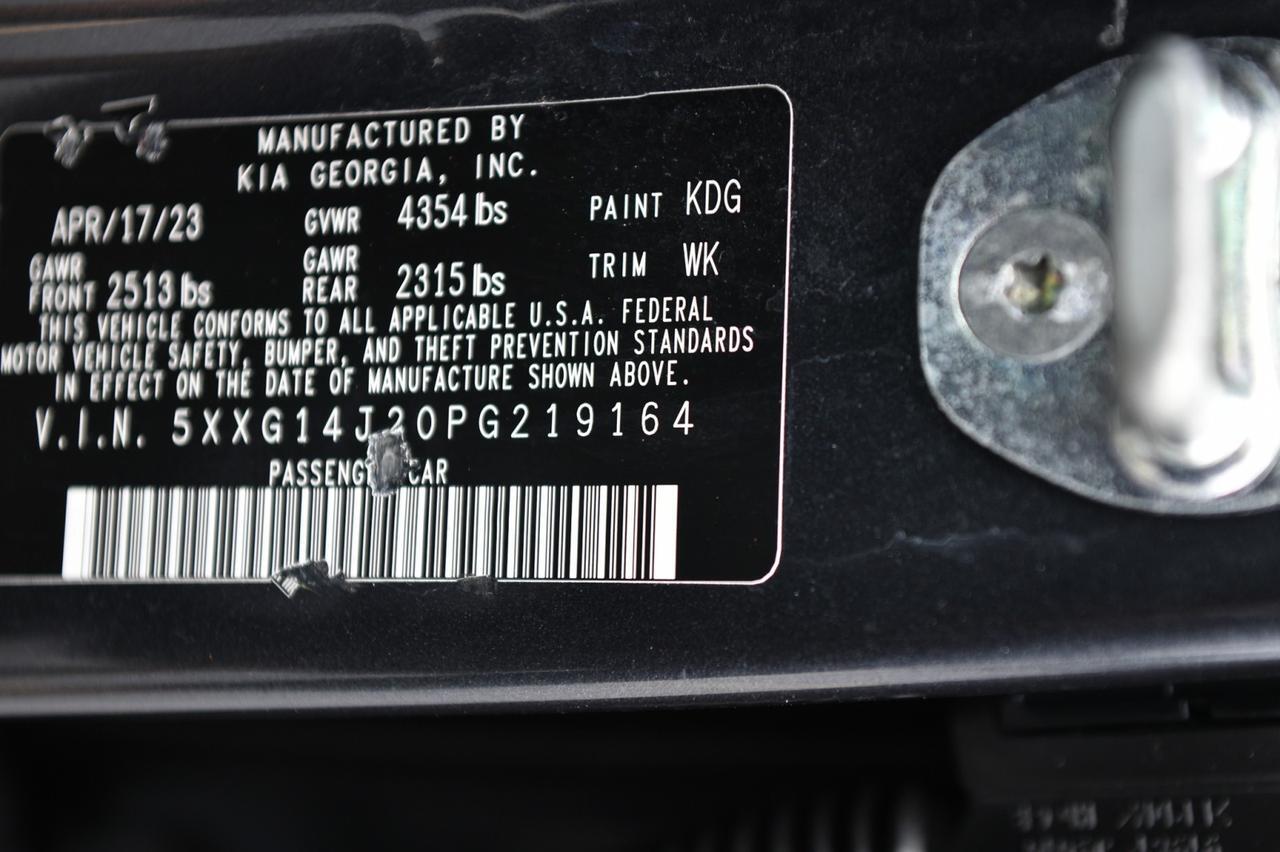 MANUFACTURED BY
KIA GEORGIA, INC.
APR/17/23 GVWR 4354 lbs PAINT KDG
GAWR FRONT 2513 lbs GAWR REAR 2315 lbs TRIM WK
THIS VEHICLE CONFORMS TO ALL APPLICABLE U.S.A. FEDERAL
MOTOR VEHICLE SAFETY, BUMPER, AND THEFT PREVENTION STANDARDS
IN EFFECT ON THE DATE OF MANUFACTURE SHOWN ABOVE.
V.I.N. 5XXG14J20PG219164
PASSENGER CAR